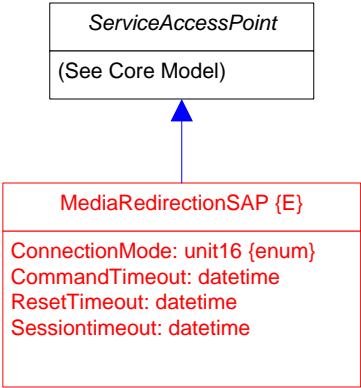 ServiceAccessPoint
(See Core Model)
MediaRedirectionSAP {E}
ConnectionMode: unit16 {enum}
CommandTimeout: datetime
ResetTimeout: datetime
Sessiontimeout: datetime